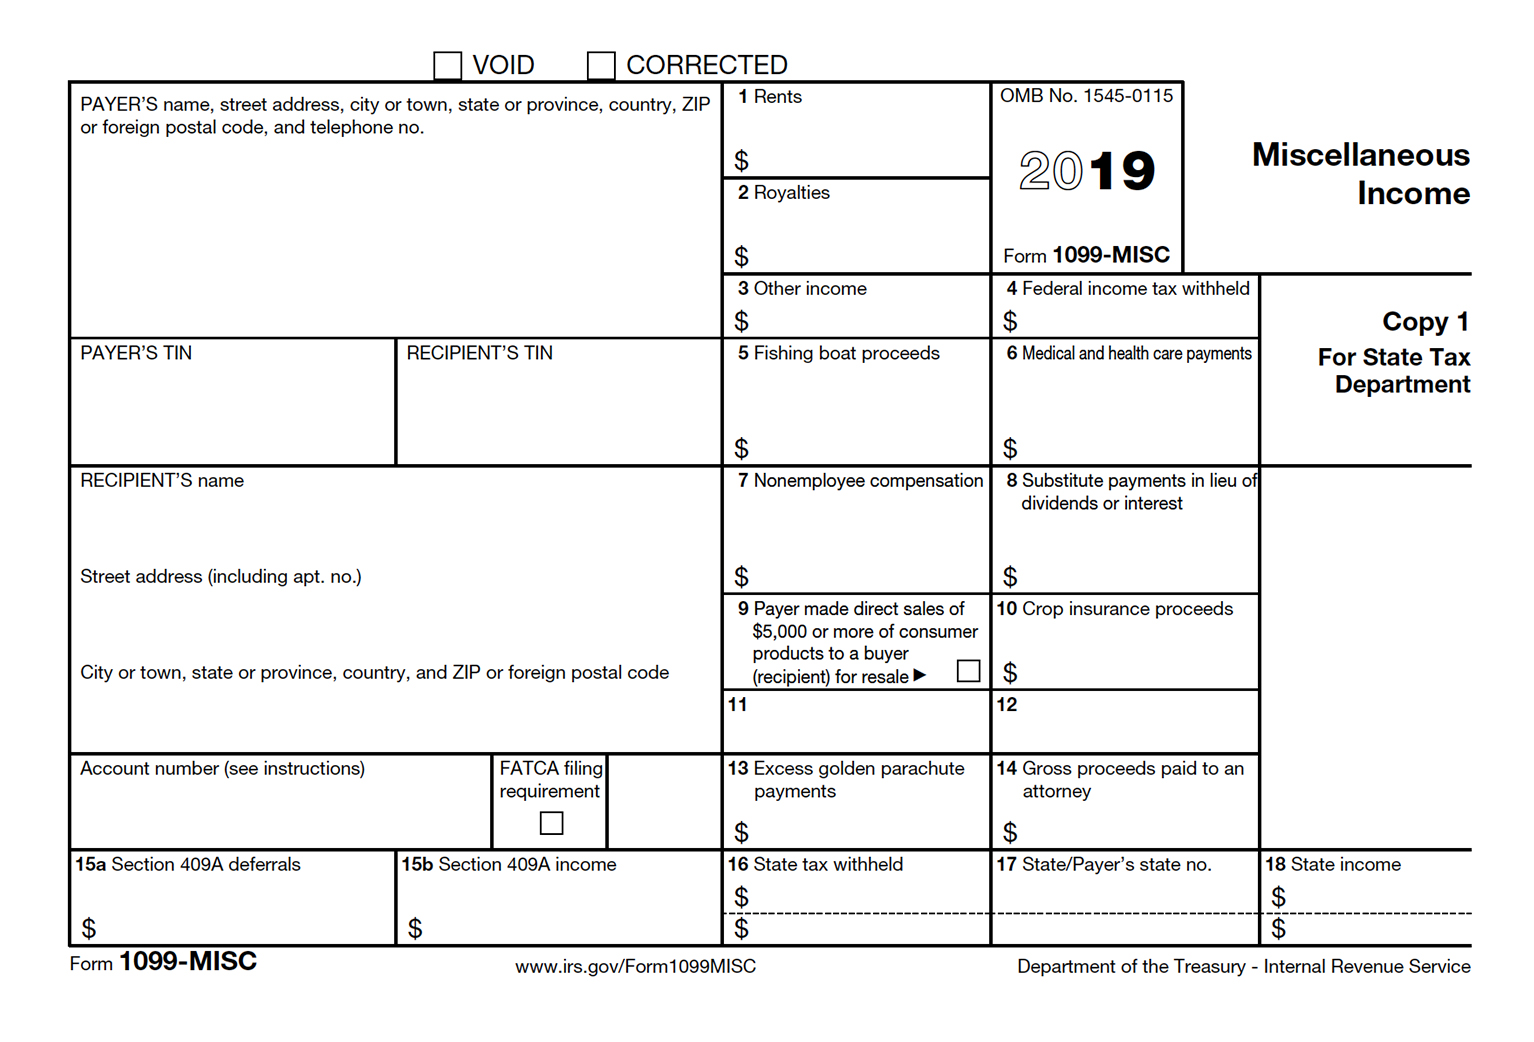 VOID CORRECTED
PAYER'S name, street address, city or town, state or province, country, ZIP
or foreign postal code, and telephone no.
1 Rents
$
OMB No. 1545-0115
2019
Form 1099-MISC
Miscellaneous
Income
2 Royalties
$
3 Other income
$
4 Federal income tax withheld
$
Copy 1
For State Tax
Department
PAYER'S TIN
RECIPIENT'S TIN
5 Fishing boat proceeds
$
6 Medical and health care payments
$
RECIPIENT'S name
Street address (including apt. no.)
City or town, state or province, country, and ZIP or foreign postal code
7 Nonemployee compensation
$
8 Substitute payments in lieu of
dividends or interest
$
9 Payer made direct sales of
$5,000 or more of consumer
products to a buyer
(recipient) for resale ▶
10 Crop insurance proceeds
$
11
12
Account number (see instructions)
FATCA filing
requirement
13 Excess golden parachute
payments
$
14 Gross proceeds paid to an
attorney
$
15a Section 409A deferrals
$
15b Section 409A income
$
16 State tax withheld
$
$
17 State/Payer's state no.
18 State income
$
$
Form 1099-MISC
www.irs.gov/Form1099MISC
Department of the Treasury - Internal Revenue Service